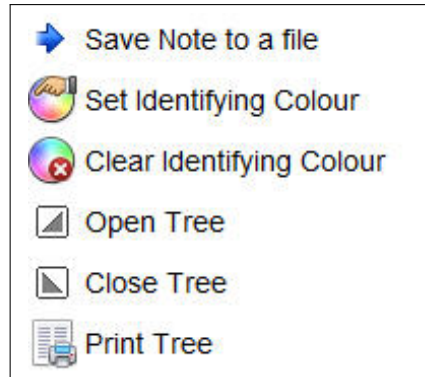 Save Note to a file
Set Identifying Colour
Clear Identifying Colour
Open Tree
Close Tree
Print Tree